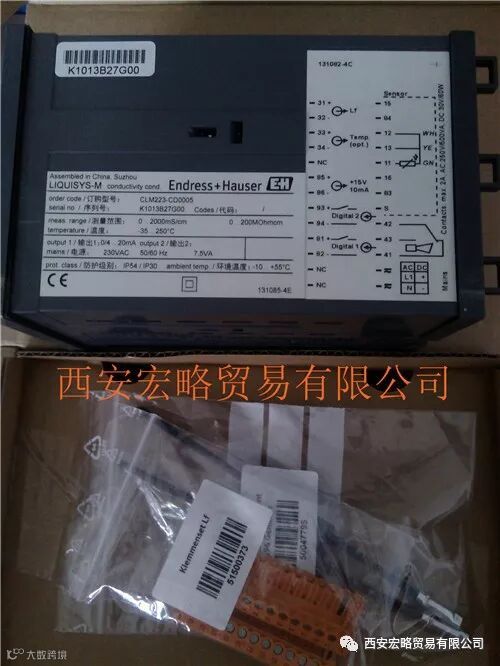 K1013B27G00
131082-4C
Sensor
31+
32-
Lf
15
94
33+
34-
Temp.
(opt.)
12
13
11
WH
YE
GN
NC
85+
86-
+15V
10mA
S
92
91
93
Digital 2
81+
82-
Digital 1
42
43
41
NC
AC DC
L1 +
N -
Mains
Contacts: max. 2A, AC 250V/500VA, DC 30V/60W
Assembled in China, Suzhou
LIQUISYS-M conductivity cond.
Endress+Hauser
EH
order code / 订购型号: CLM223-CD0005
serial no / 序列号: K1013B27G00 Codes / 代码: /
meas. range / 测量范围: 0 .. 2000mS/cm 0 .. 200MOhmcm
temperature / 温度: -35 .. 250°C
output 1 / 输出1: 0/4 .. 20mA output 2 / 输出2:
mains / 电源: 230VAC 50/60 Hz 7.5VA
prot. class / 防护组别: IP54 / IP30 ambient temp / 环境温度: -10 .. +55°C
CE
131085-4E
西安宏略贸易有限公司
Klemmenset Lf
51500373
50047795
大数跨境
西安宏略贸易有限公司